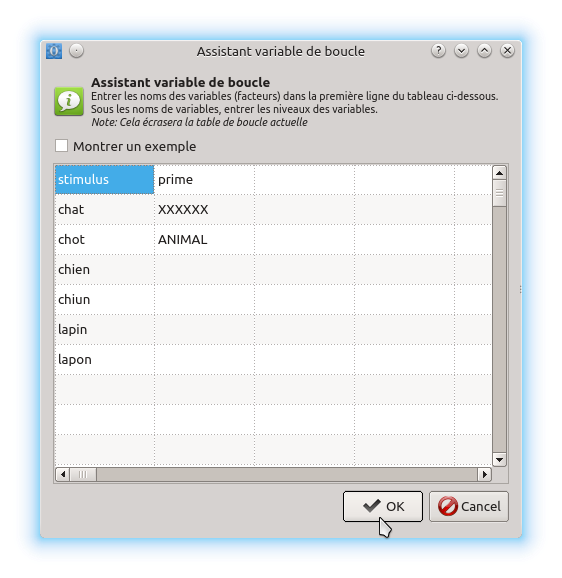 Assistant variable de boucle
Assistant variable de boucle
Entrer les noms des variables (facteurs) dans la première ligne du tableau ci-dessous.
Sous les noms de variables, entrer les niveaux des variables.
Note: Cela écrasera la table de boucle actuelle
Montrer un exemple
stimulus prime
chat XXXXXX
chot ANIMAL
chien
chiun
lapin
lapon
OK Cancel